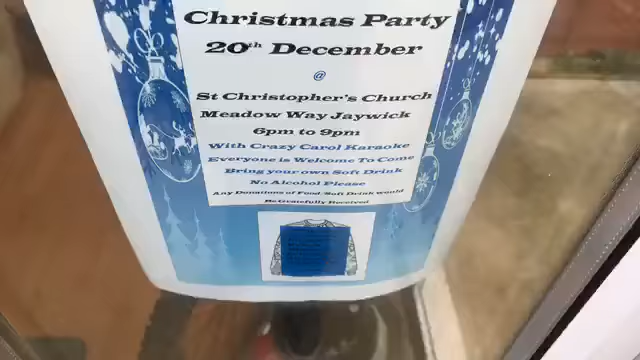 Christmas Party
20th December
@
St Christopher's Church
Meadow Way Jaywick
6pm to 9pm
With Crazy Carol Karaoke
Everyone is Welcome To Come
Bring your own Soft Drink
No Alcohol Please
Any Donations of Food/Soft Drink would
Be Gratefully Received